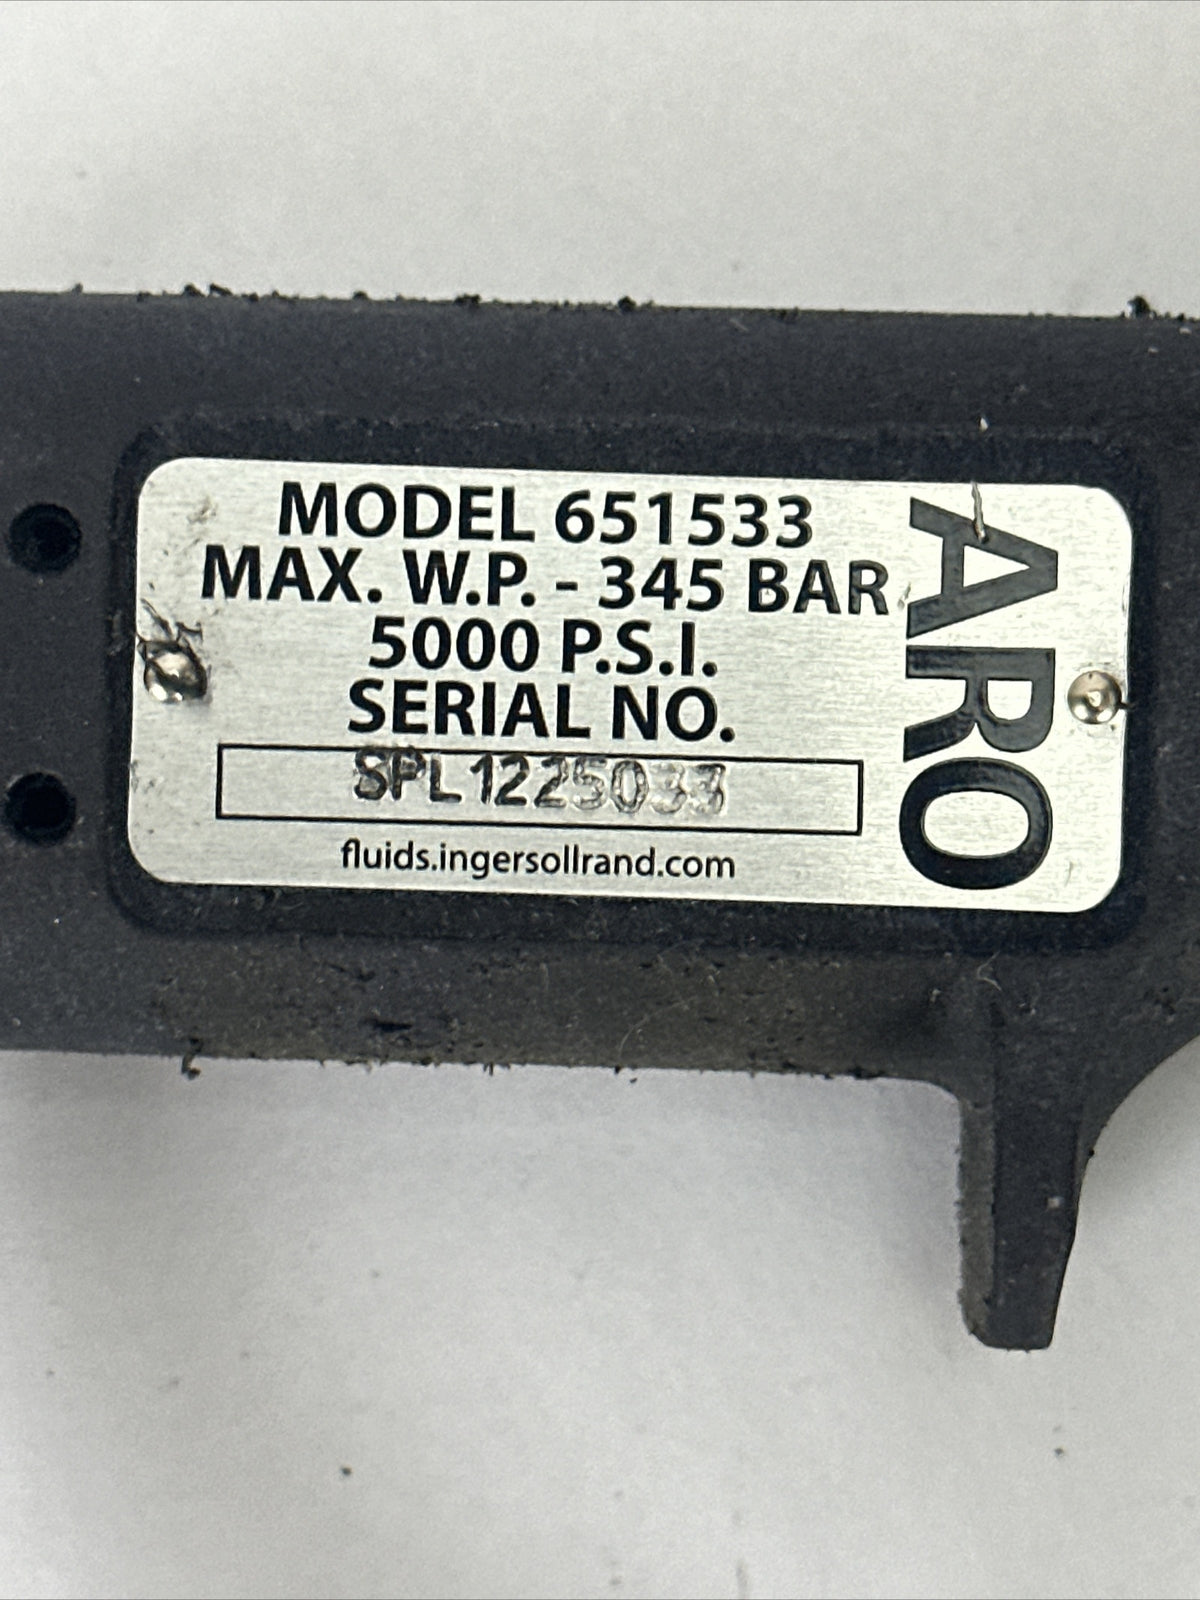 MODEL 651533
MAX. W.P. - 345 BAR
5000 P.S.I.
SERIAL NO.
SPL1225033
fluids.ingersollrand.com
ARO